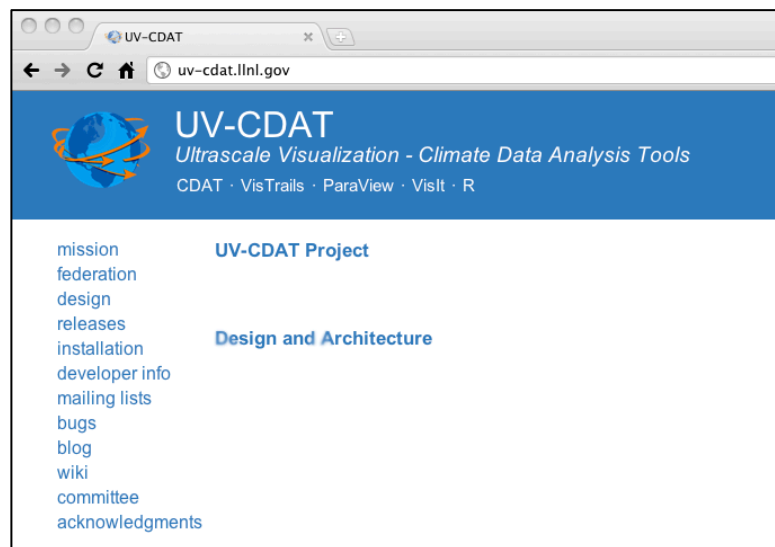 UV-CDAT
uv-cdat.llnl.gov
UV-CDAT
Ultrascale Visualization - Climate Data Analysis Tools
CDAT · VisTrails · ParaView · VisIt · R
mission
federation
design
releases
installation
developer info
mailing lists
bugs
blog
wiki
committee
acknowledgments
UV-CDAT Project
Design and Architecture